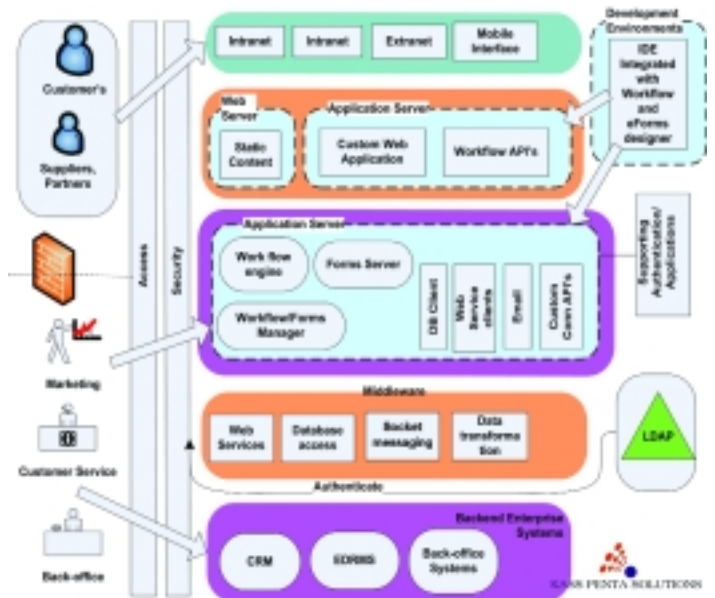 Customer's
Suppliers,
Partners
Marketing
Customer Service
Back-office
Access
Security
Intranet
Intranet
Extranet
Mobile
Interface
Development
Environments
IDE
Integrated
with
Workflow
and
eForms
designer
Web
Server
Static
Content
Application Server
Custom Web
Application
Workflow API's
Application Server
Work flow
engine
Forms Server
Workflow/Forms
Manager
DB Client
Web
Service
clients
Email
Custom
Conn API's
Supporting
Authentication/
Applications
Middleware
Web
Services
Database
access
Socket
messaging
Data
transforma
tion
Authenticate
LDAP
Backend Enterprise
Systems
CRM
EDRMS
Back-office
Systems
KASS PENTA SOLUTIONS